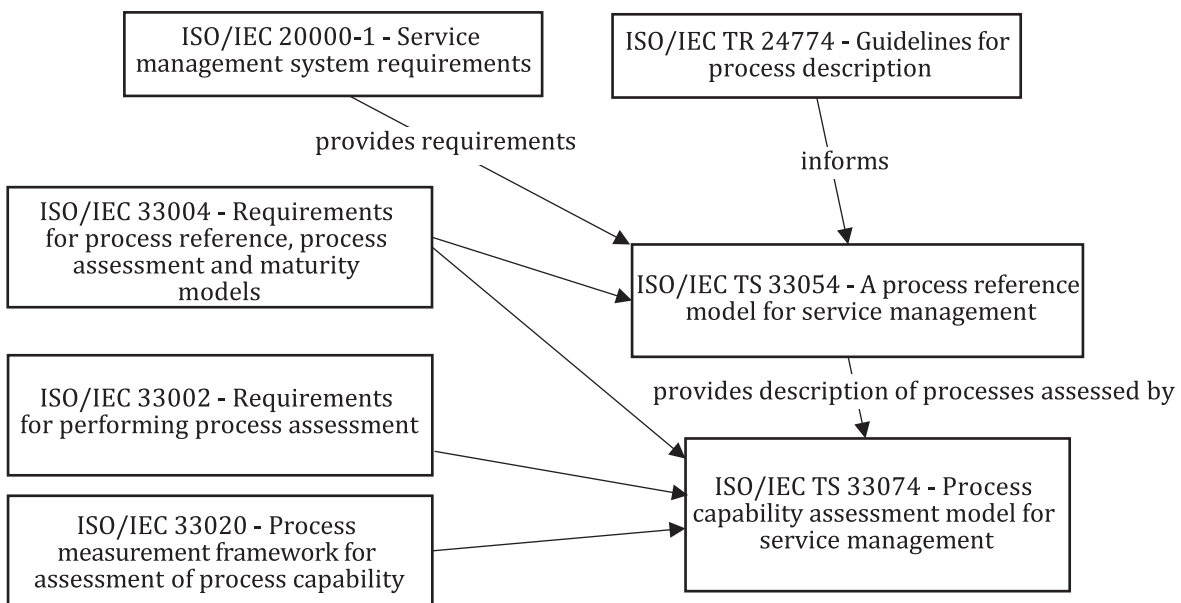 ISO/IEC 20000-1 - Service
management system requirements
ISO/IEC TR 24774 - Guidelines for
process description
provides requirements
informs
ISO/IEC 33004 - Requirements
for process reference, process
assessment and maturity
models
ISO/IEC TS 33054 - A process reference
model for service management
ISO/IEC 33002 - Requirements
for performing process assessment
provides description of processes assessed by
ISO/IEC TS 33074 - Process
capability assessment model for
service management
ISO/IEC 33020 - Process
measurement framework for
assessment of process capability